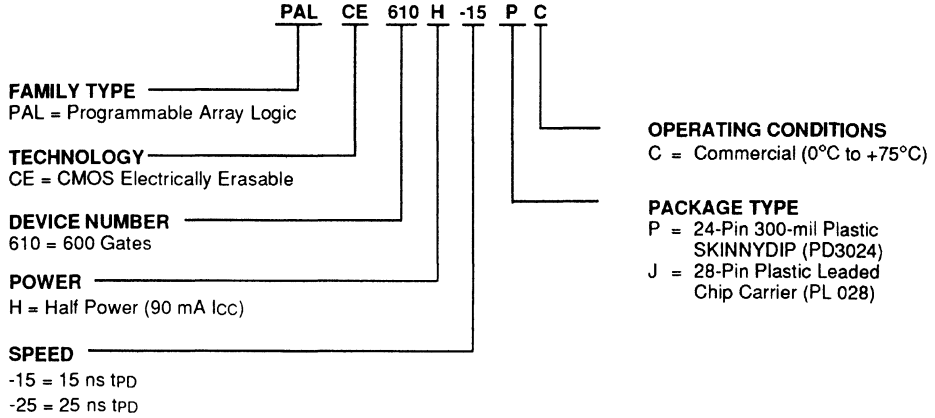 PAL CE 610 H -15 P C
FAMILY TYPE
PAL = Programmable Array Logic
TECHNOLOGY
CE = CMOS Electrically Erasable
DEVICE NUMBER
610 = 600 Gates
POWER
H = Half Power (90 mA ICC)
SPEED
-15 = 15 ns tPD
-25 = 25 ns tPD
OPERATING CONDITIONS
C = Commercial (0°C to +75°C)
PACKAGE TYPE
P = 24-Pin 300-mil Plastic
SKINNYDIP (PD3024)
J = 28-Pin Plastic Leaded
Chip Carrier (PL 028)